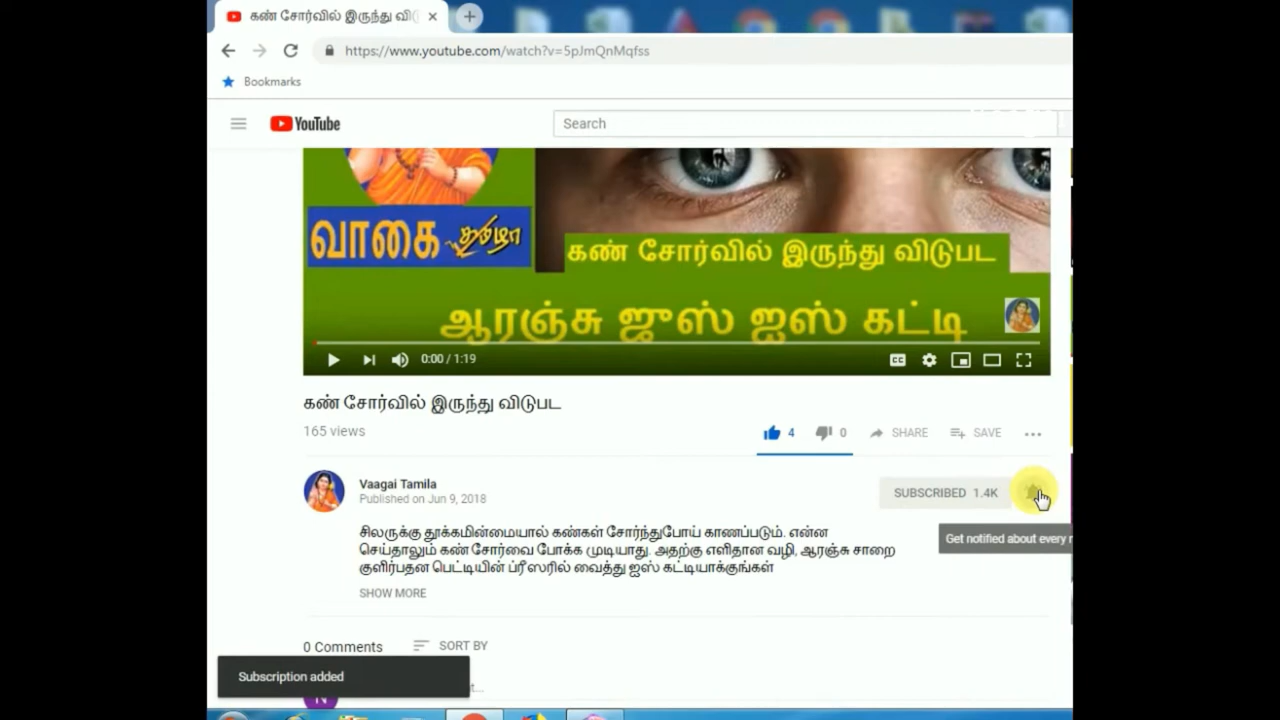 கண் சோர்வில் இருந்து விடு
https://www.youtube.com/watch?v=5pJmQnMqfss
Bookmarks
YouTube
Search
வாகை தமிழா
கண் சோர்வில் இருந்து விடுபட
ஆரஞ்சு ஜுஸ் ஐஸ் கட்டி
0:00 / 1:19
CC
கண் சோர்வில் இருந்து விடுபட
165 views
4
0
SHARE
SAVE
Vaagai Tamila
Published on Jun 9, 2018
SUBSCRIBED 1.4K
Get notified about every
சிலருக்கு தூக்கமின்மையால் கண்கள் சோர்ந்துபோய் காணப்படும். என்ன
செய்தாலும் கண் சோர்வை போக்க முடியாது. அதற்கு எளிதான வழி, ஆரஞ்சு சாறை
குளிர்பதன பெட்டியின் ப்ரீஸரில் வைத்து ஐஸ் கட்டியாக்குங்கள்
SHOW MORE
0 Comments
SORT BY
Subscription added
N